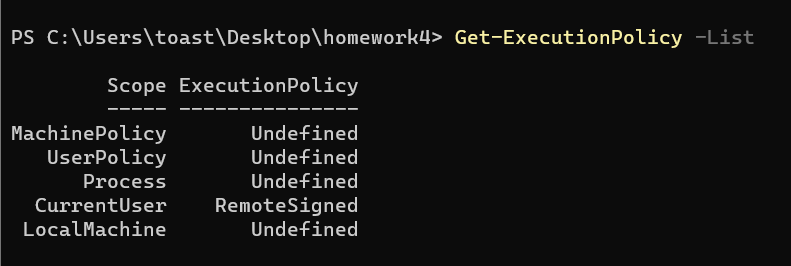 PS C:\Users\toast\Desktop\homework4> Get-ExecutionPolicy -List
Scope ExecutionPolicy
----- ---------------
MachinePolicy Undefined
UserPolicy Undefined
Process Undefined
CurrentUser RemoteSigned
LocalMachine Undefined